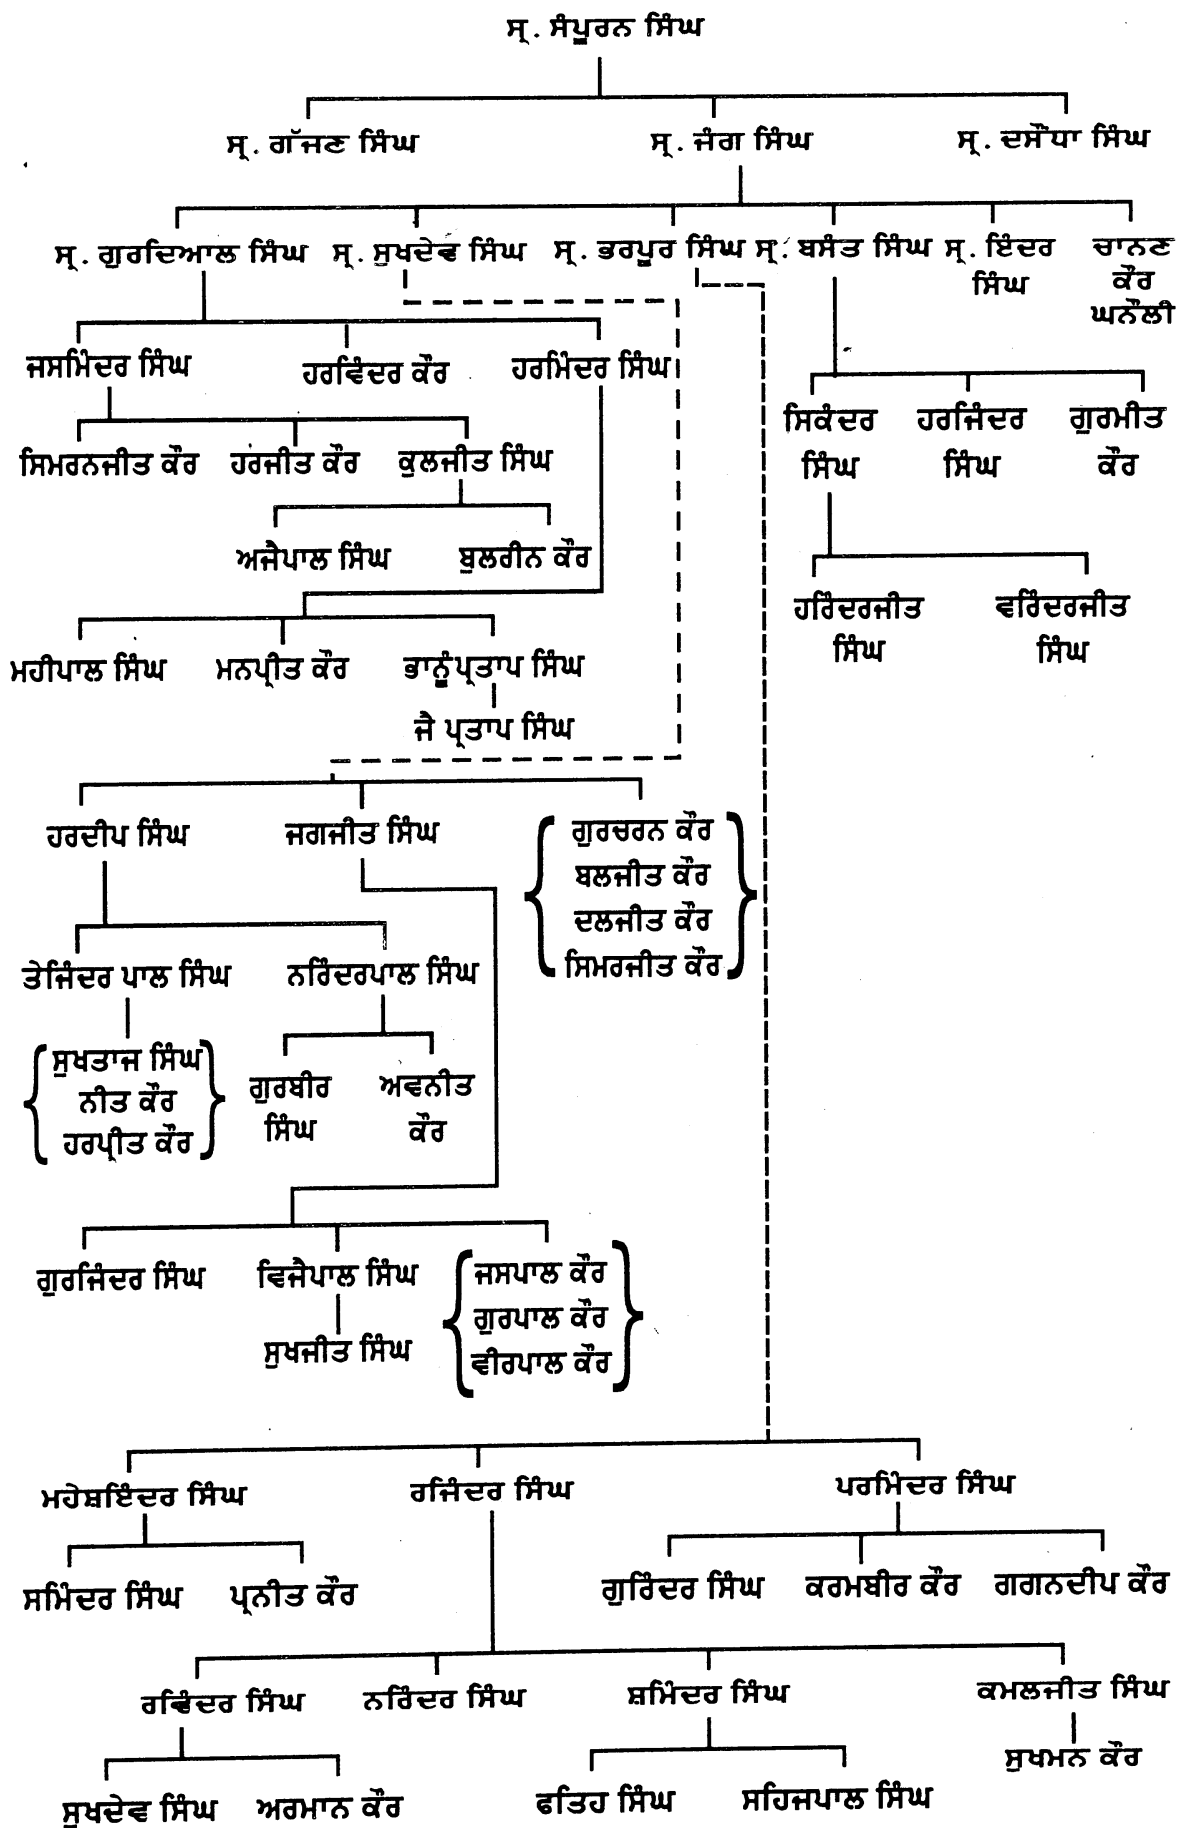 ਸ੍ਰ. ਸੰਪੂਰਨ ਸਿੰਘ
ਸ੍ਰ. ਗੱਜਣ ਸਿੰਘ ਸ੍ਰ. ਜੰਗ ਸਿੰਘ ਸ੍ਰ. ਦਸੌਂਧਾ ਸਿੰਘ
ਸ੍ਰ. ਗੁਰਦਿਆਲ ਸਿੰਘ ਸ੍ਰ. ਸੁਖਦੇਵ ਸਿੰਘ ਸ੍ਰ. ਭਰਪੂਰ ਸਿੰਘ ਸ੍ਰ. ਬਸੰਤ ਸਿੰਘ ਸ੍ਰ. ਇੰਦਰ ਚਾਨਣ
ਸਿੰਘ ਕੌਰ
ਘਨੌਲੀ
ਜਸਮਿੰਦਰ ਸਿੰਘ ਹਰਵਿੰਦਰ ਕੌਰ ਹਰਮਿੰਦਰ ਸਿੰਘ
ਸਿਕੰਦਰ ਹਰਜਿੰਦਰ ਗੁਰਮੀਤ
ਸਿੰਘ ਸਿੰਘ ਕੌਰ
ਸਿਮਰਨਜੀਤ ਕੌਰ ਹਰਜੀਤ ਕੌਰ ਕੁਲਜੀਤ ਸਿੰਘ
ਅਜੈਪਾਲ ਸਿੰਘ ਬੁਲਰੀਨ ਕੌਰ
ਹਰਿੰਦਰਜੀਤ ਵਰਿੰਦਰਜੀਤ
ਸਿੰਘ ਸਿੰਘ
ਮਹੀਪਾਲ ਸਿੰਘ ਮਨਪ੍ਰੀਤ ਕੌਰ ਭਾਨੂੰਪ੍ਰਤਾਪ ਸਿੰਘ
ਜੈ ਪ੍ਰਤਾਪ ਸਿੰਘ
ਹਰਦੀਪ ਸਿੰਘ ਜਗਜੀਤ ਸਿੰਘ ਗੁਰਚਰਨ ਕੌਰ
ਬਲਜੀਤ ਕੌਰ
ਦਲਜੀਤ ਕੌਰ
ਸਿਮਰਜੀਤ ਕੌਰ
ਤੇਜਿੰਦਰ ਪਾਲ ਸਿੰਘ ਨਰਿੰਦਰਪਾਲ ਸਿੰਘ
ਸੁਖਤਾਜ ਸਿੰਘ
ਨੀਤ ਕੌਰ
ਹਰਪ੍ਰੀਤ ਕੌਰ
ਗੁਰਬੀਰ ਅਵਨੀਤ
ਸਿੰਘ ਕੌਰ
ਗੁਰਜਿੰਦਰ ਸਿੰਘ ਵਿਜੈਪਾਲ ਸਿੰਘ ਜਸਪਾਲ ਕੌਰ
ਗੁਰਪਾਲ ਕੌਰ
ਸੁਖਜੀਤ ਸਿੰਘ ਵੀਰਪਾਲ ਕੌਰ
ਮਹੇਸ਼ਇੰਦਰ ਸਿੰਘ ਰਜਿੰਦਰ ਸਿੰਘ ਪਰਮਿੰਦਰ ਸਿੰਘ
ਸਮਿੰਦਰ ਸਿੰਘ ਪ੍ਰਨੀਤ ਕੌਰ ਗੁਰਿੰਦਰ ਸਿੰਘ ਕਰਮਬੀਰ ਕੌਰ ਗਗਨਦੀਪ ਕੌਰ
ਰਵਿੰਦਰ ਸਿੰਘ ਨਰਿੰਦਰ ਸਿੰਘ ਸ਼ਮਿੰਦਰ ਸਿੰਘ ਕਮਲਜੀਤ ਸਿੰਘ
ਸੁਖਮਨ ਕੌਰ
ਸੁਖਦੇਵ ਸਿੰਘ ਅਰਮਾਨ ਕੌਰ ਫਤਿਹ ਸਿੰਘ ਸਹਿਜਪਾਲ ਸਿੰਘ